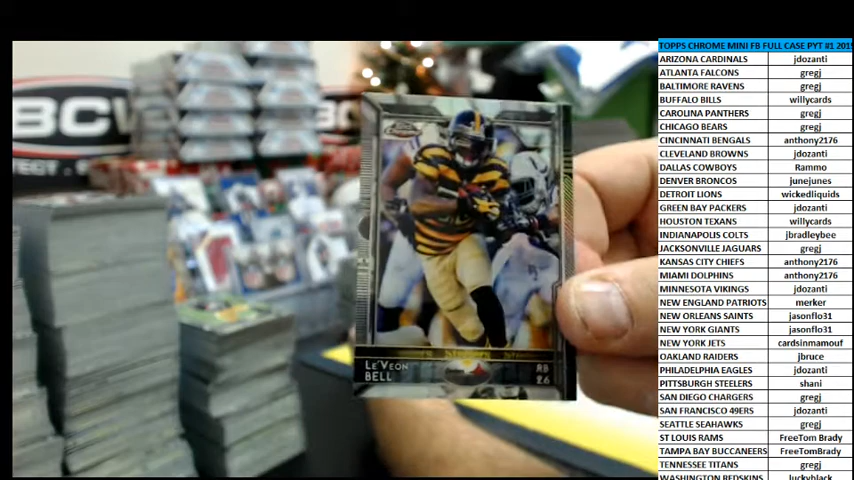 TOPPS CHROME MINI FB FULL CASE PYT #1 201
ARIZONA CARDINALS jdozanti
ATLANTA FALCONS gregj
BALTIMORE RAVENS gregj
BUFFALO BILLS willycards
CAROLINA PANTHERS gregj
CHICAGO BEARS gregj
CINCINNATI BENGALS anthony2176
CLEVELAND BROWNS jdozanti
DALLAS COWBOYS Rammo
DENVER BRONCOS junejunes
DETROIT LIONS wickedliquids
GREEN BAY PACKERS jdozanti
HOUSTON TEXANS willycards
INDIANAPOLIS COLTS jbradleybee
JACKSONVILLE JAGUARS gregj
KANSAS CITY CHIEFS anthony2176
MIAMI DOLPHINS anthony2176
MINNESOTA VIKINGS jdozanti
NEW ENGLAND PATRIOTS merker
NEW ORLEANS SAINTS jasonflo31
NEW YORK GIANTS jasonflo31
NEW YORK JETS cardsinmamouf
OAKLAND RAIDERS jbruce
PHILADELPHIA EAGLES jdozanti
PITTSBURGH STEELERS shani
SAN DIEGO CHARGERS gregj
SAN FRANCISCO 49ERS jdozanti
SEATTLE SEAHAWKS gregj
ST LOUIS RAMS FreeTom Brady
TAMPA BAY BUCCANEERS FreeTomBrady
TENNESSEE TITANS gregj
WASHINGTON REDSKINS luckyblack
BCW
Steelers
LE'VEON
BELL
RB
26